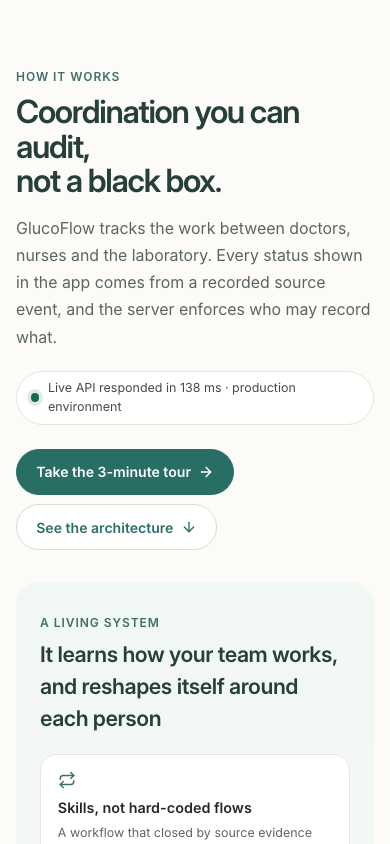 HOW IT WORKS
Coordination you can
audit,
not a black box.
GlucoFlow tracks the work between doctors,
nurses and the laboratory. Every status shown
in the app comes from a recorded source
event, and the server enforces who may record
what.
Live API responded in 138 ms · production
environment
Take the 3-minute tour →
See the architecture ↓
A LIVING SYSTEM
It learns how your team works,
and reshapes itself around
each person
Skills, not hard-coded flows
A workflow that closed by source evidence